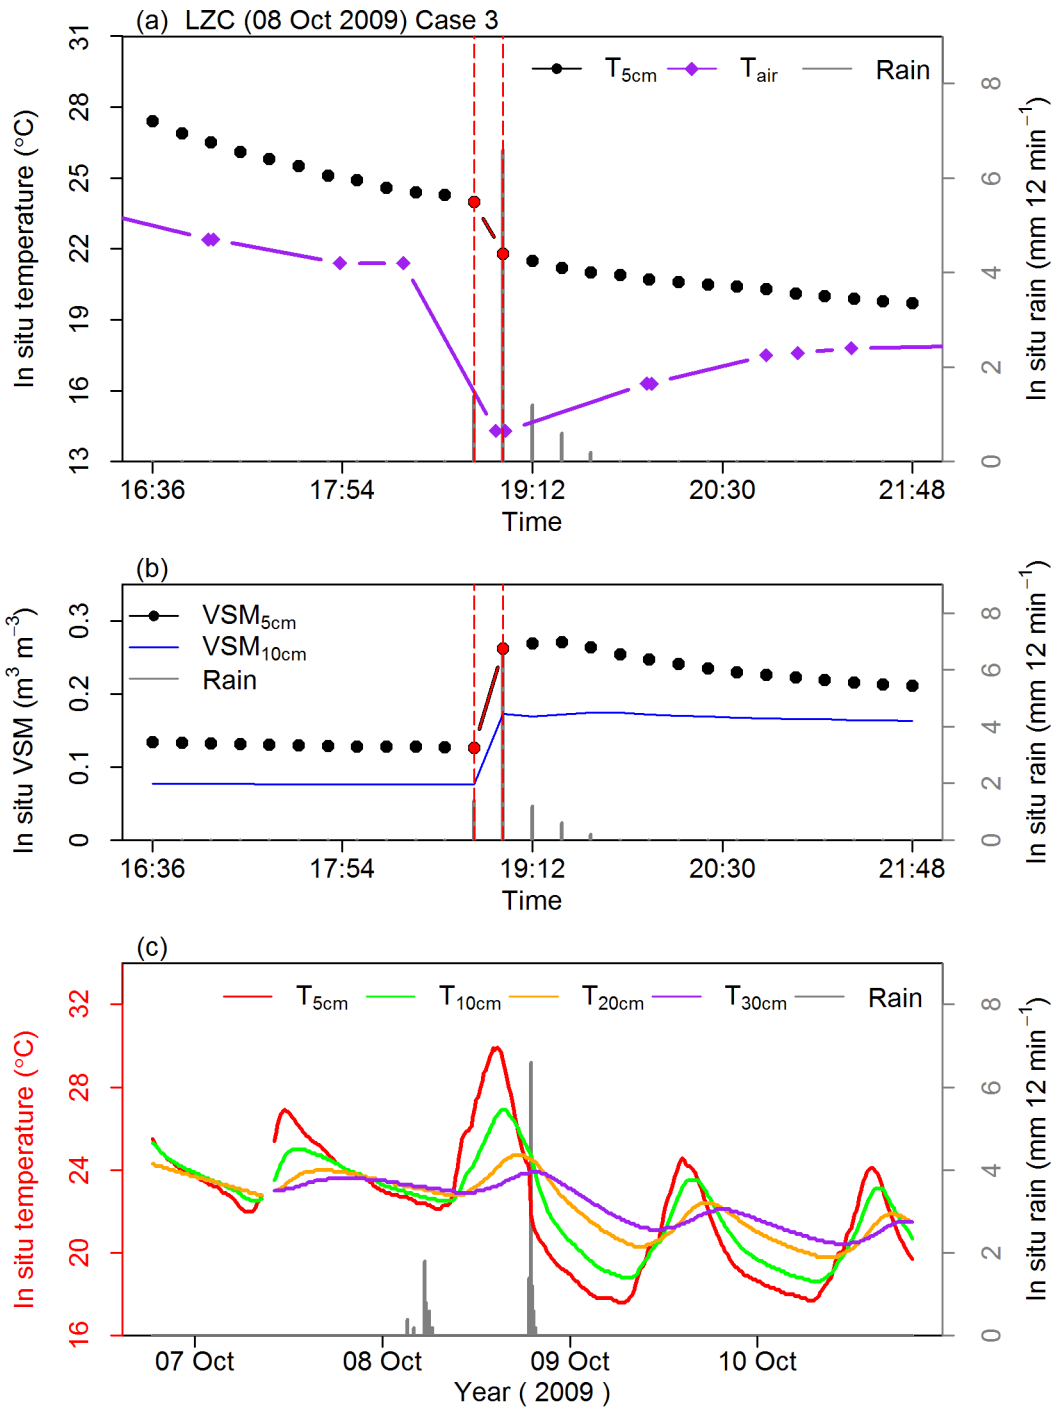 (a) LZC (08 Oct 2009) Case 3
T5cm Tair Rain
In situ temperature (°C)
31
28
25
22
19
16
13
In situ rain (mm 12 min−1)
8
6
4
2
0
16:36 17:54 19:12 20:30 21:48
Time
(b)
VSM5cm
VSM10cm
Rain
In situ VSM (m3 m−3)
0.3
0.2
0.1
0
In situ rain (mm 12 min−1)
8
6
4
2
0
16:36 17:54 19:12 20:30 21:48
Time
(c)
T5cm T10cm T20cm T30cm Rain
In situ temperature (°C)
32
28
24
20
16
In situ rain (mm 12 min−1)
8
6
4
2
0
07 Oct 08 Oct 09 Oct 10 Oct
Year ( 2009 )